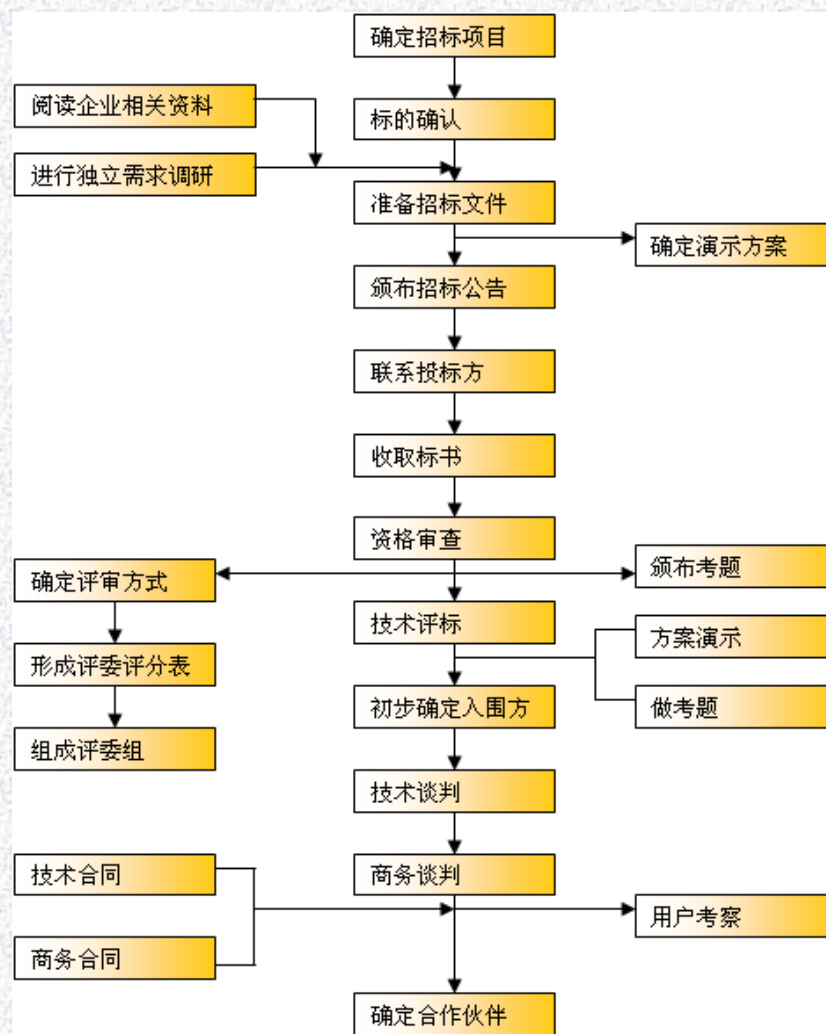 确定招标项目
阅读企业相关资料
标的确认
进行独立需求调研
准备招标文件
确定演示方案
颁布招标公告
联系投标方
收取标书
资格审查
确定评审方式
颁布考题
技术评标
方案演示
形成评委评分表
初步确定入围方
做考题
组成评委组
技术谈判
技术合同
商务谈判
用户考察
商务合同
确定合作伙伴